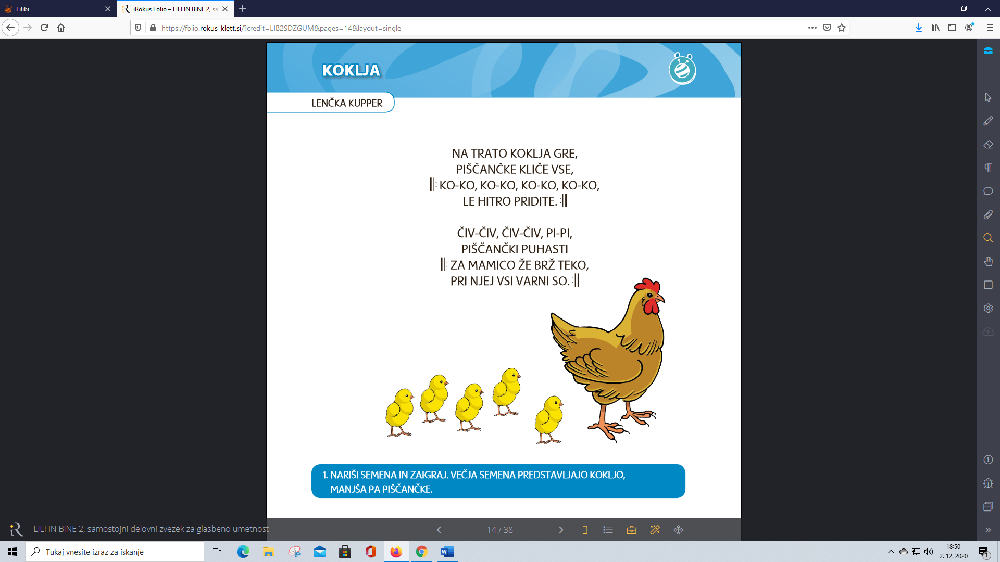 Lilibi
iRokus Folio – LILI IN BINE 2, sa
https://folio.rokus-klett.si/?credit=LIB2SDZGUM&pages=14&layout=single
KOKLJA
LENČKA KUPPER
NA TRATO KOKLJA GRE,
PIŠČANČKE KLIČE VSE,
KO-KO, KO-KO, KO-KO, KO-KO,
LE HITRO PRIDITE.
ČIV-ČIV, ČIV-ČIV, PI-PI,
PIŠČANČKI PUHASTI
ZA MAMICO ŽE BRŽ TEKO,
PRI NJEJ VSI VARNI SO.
1. NARIŠI SEMENA IN ZAIGRAJ. VEČJA SEMENA PREDSTAVLJAJO KOKLJO,
MANJŠA PA PIŠČANČKE.
iR LILI IN BINE 2, samostojni delovni zvezek za glasbeno umetnost
14 / 38
Tukaj vnesite izraz za iskanje
18:50
2. 12. 2020
1